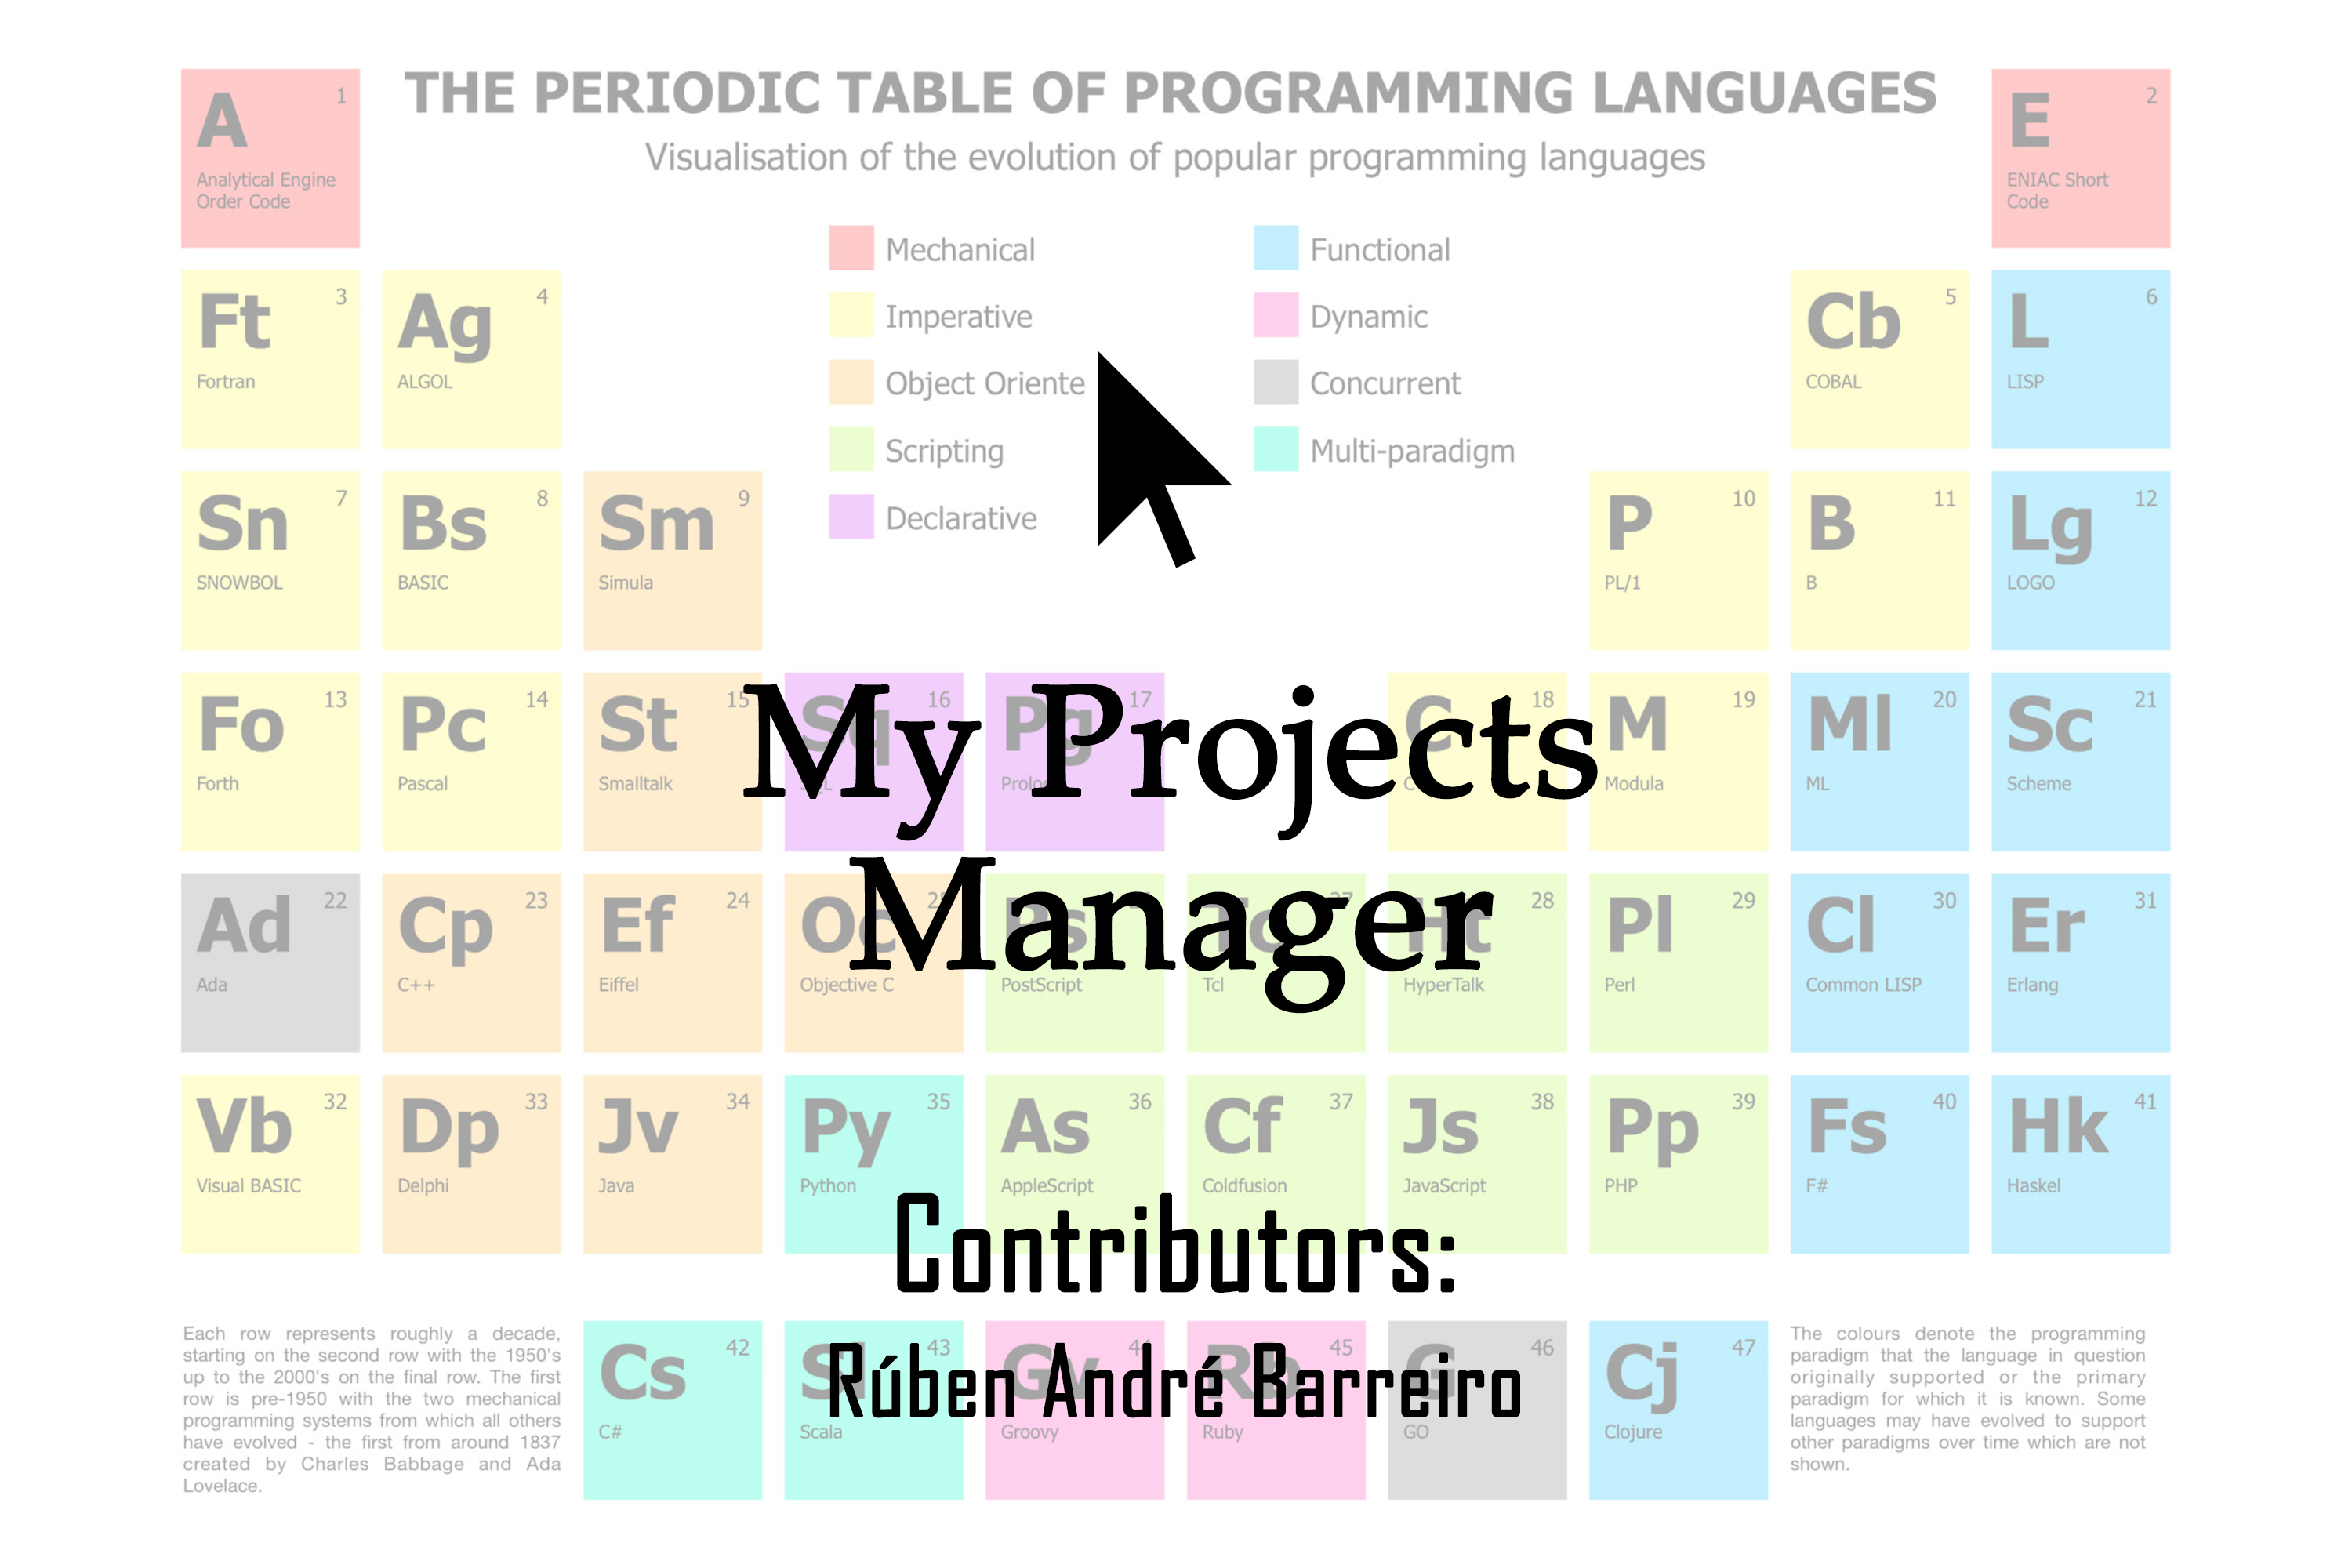 A 1
Analytical Engine
Order Code
THE PERIODIC TABLE OF PROGRAMMING LANGUAGES
Visualisation of the evolution of popular programming languages
E 2
ENIAC Short
Code
Mechanical
Imperative
Object Oriente
Scripting
Declarative
Functional
Dynamic
Concurrent
Multi-paradigm
Ft 3
Fortran
Ag 4
ALGOL
Cb 5
COBAL
L 6
LISP
Sn 7
SNOWBOL
Bs 8
BASIC
Sm 9
Simula
P 10
PL/1
B 11
B
Lg 12
LOGO
Fo 13
Forth
Pc 14
Pascal
St 15
Smalltalk
Sq 16
Pg 17
C 18
M 19
Modula
Ml 20
ML
Sc 21
Scheme
My Projects
Manager
Ad 22
Ada
Cp 23
C++
Ef 24
Eiffel
Oc
Objective C
PostScript
Tcl
Ht 28
HyperTalk
Pl 29
Perl
Cl 30
Common LISP
Er 31
Erlang
Vb 32
Visual BASIC
Dp 33
Delphi
Jv 34
Java
Py 35
Python
As 36
AppleScript
Cf 37
Coldfusion
Js 38
JavaScript
Pp 39
PHP
Fs 40
F#
Hk 41
Haskel
Contributors:
Rúben André Barreiro
Each row represents roughly a decade,
starting on the second row with the 1950's
up to the 2000's on the final row. The first
row is pre-1950 with the two mechanical
programming systems from which all others
have evolved - the first from around 1837
created by Charles Babbage and Ada
Lovelace.
Cs 42
C#
43
Scala
Gv 44
Groovy
Rb 45
Ruby
G 46
GO
Cj 47
Clojure
The colours denote the programming
paradigm that the language in question
originally supported or the primary
paradigm for which it is known. Some
languages may have evolved to support
other paradigms over time which are not
shown.